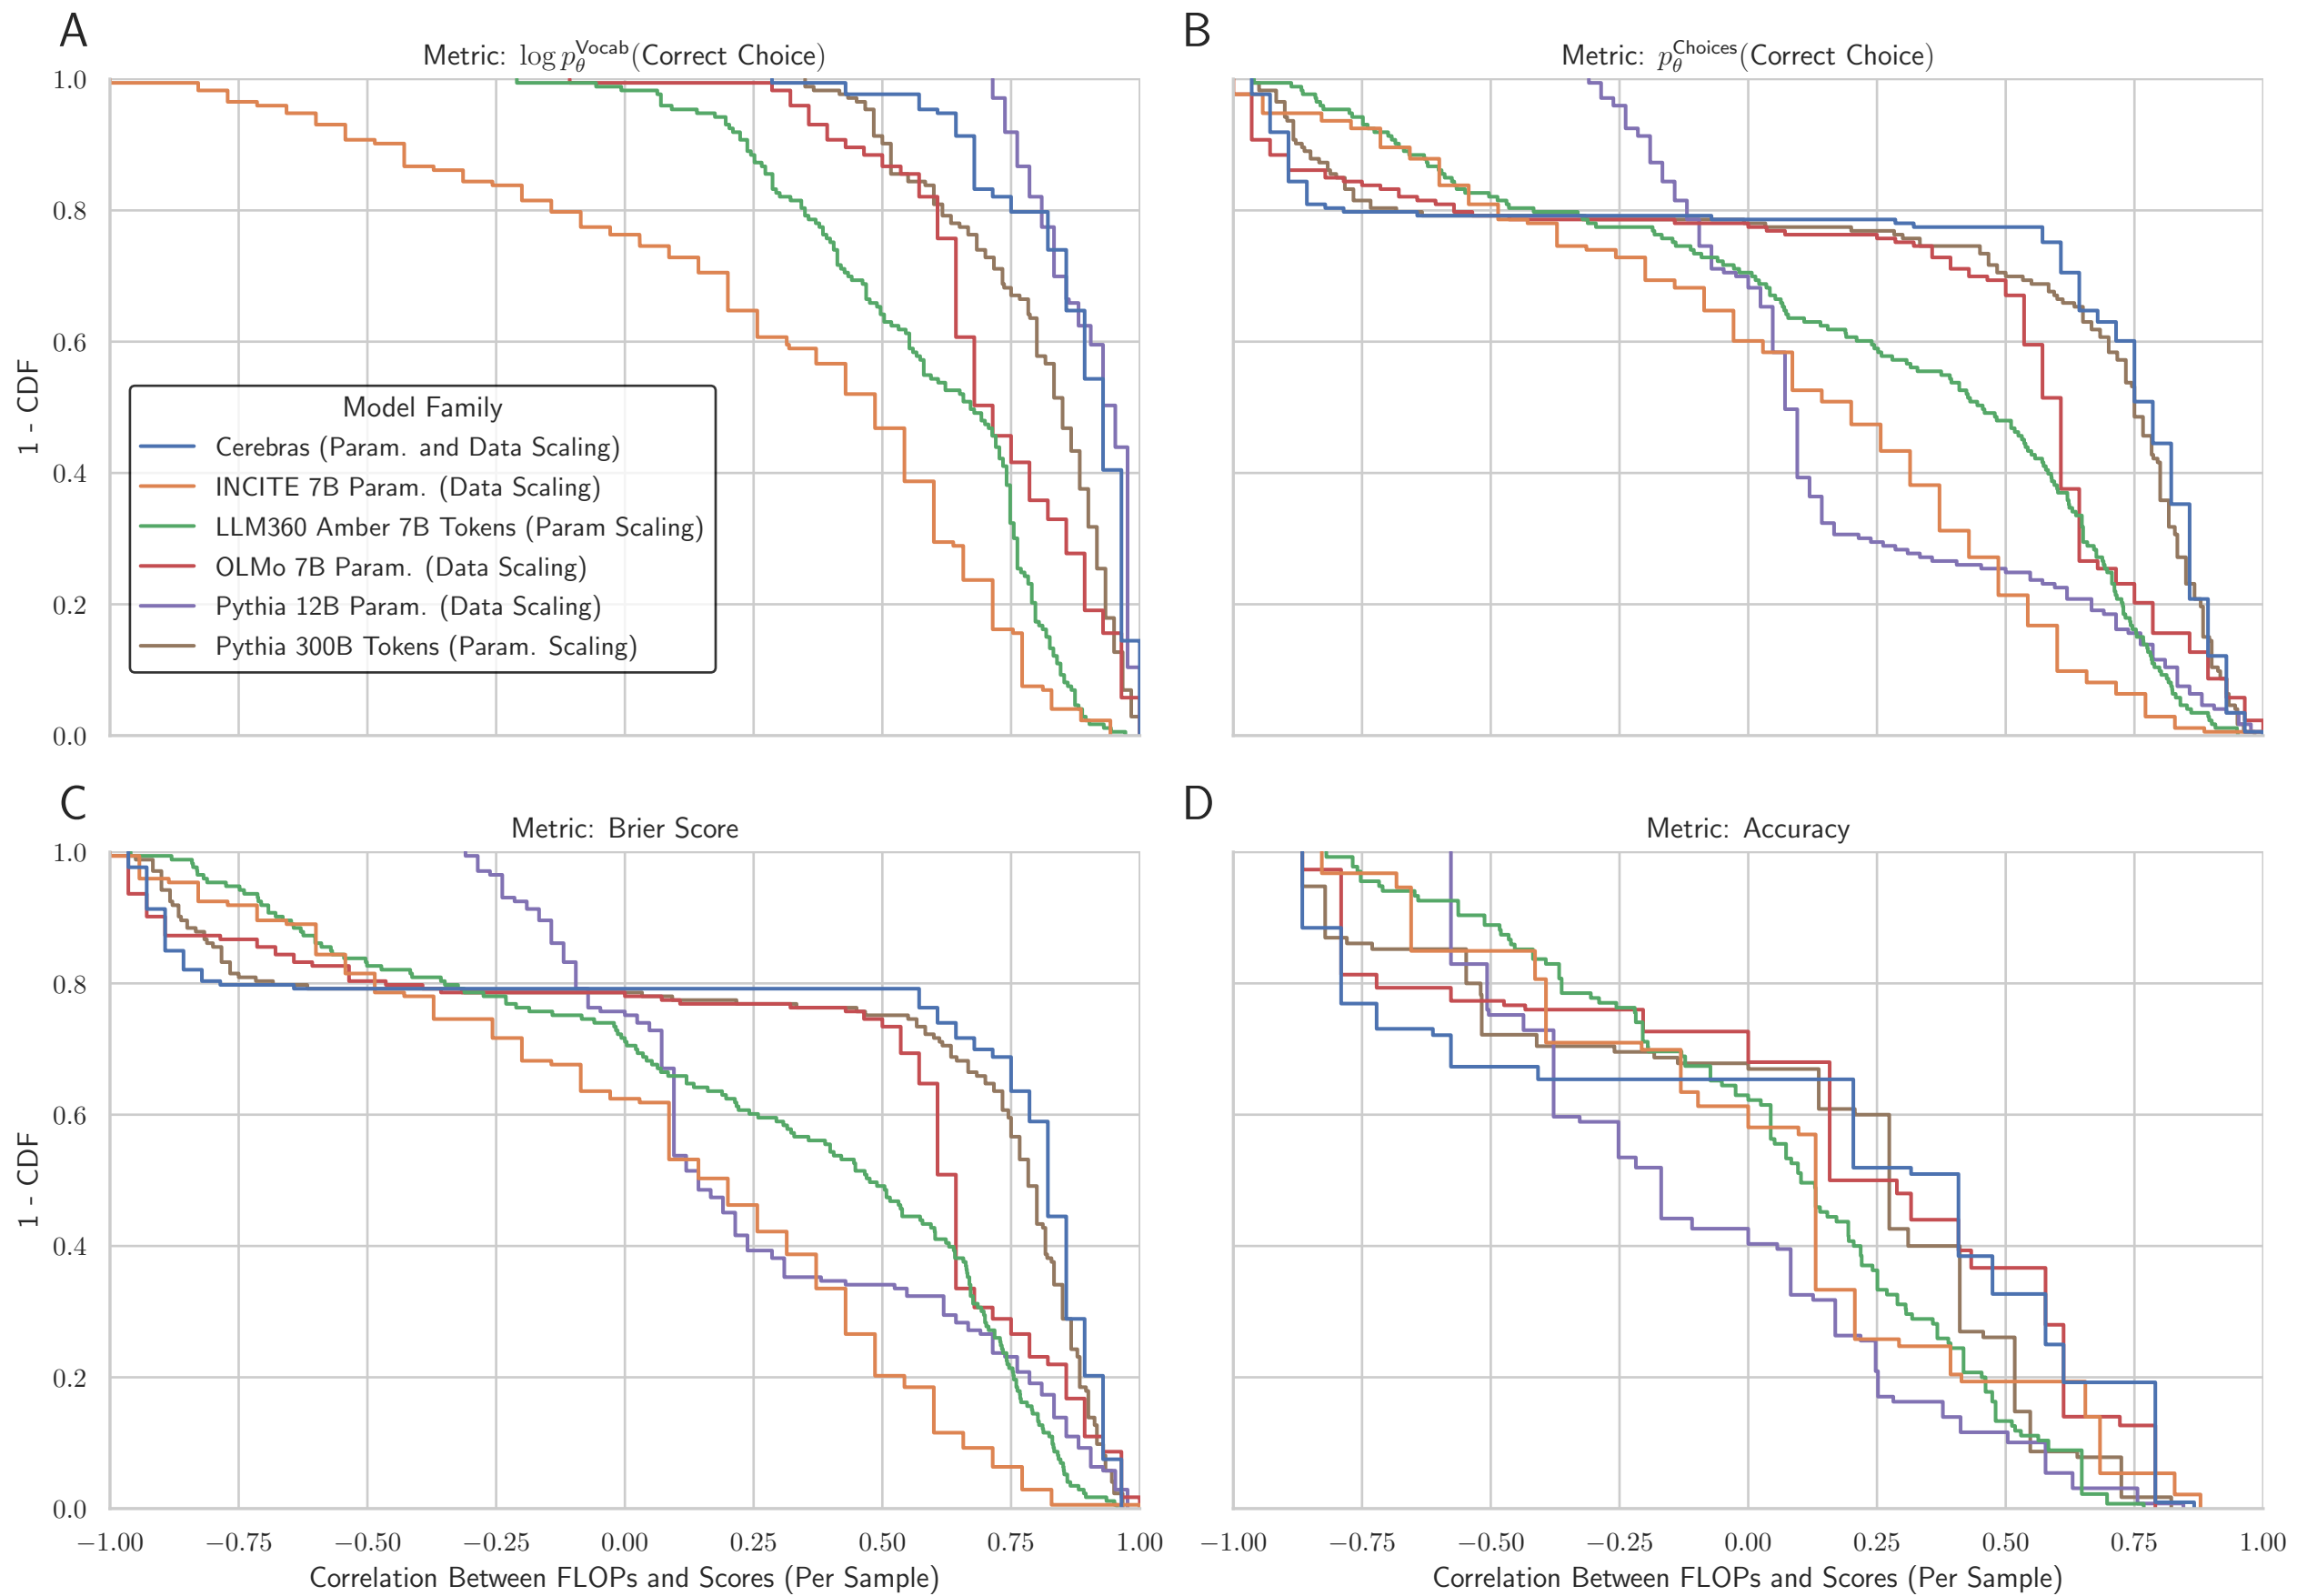 A
Metric: log p_θ^Vocab(Correct Choice)
1.0
0.8
0.6
0.4
0.2
0.0
1 - CDF
Model Family
Cerebras (Param. and Data Scaling)
INCITE 7B Param. (Data Scaling)
LLM360 Amber 7B Tokens (Param Scaling)
OLMo 7B Param. (Data Scaling)
Pythia 12B Param. (Data Scaling)
Pythia 300B Tokens (Param. Scaling)
B
Metric: p_θ^Choices(Correct Choice)
C
Metric: Brier Score
1.0
0.8
0.6
0.4
0.2
0.0
1 - CDF
−1.00 −0.75 −0.50 −0.25 0.00 0.25 0.50 0.75 1.00
Correlation Between FLOPs and Scores (Per Sample)
D
Metric: Accuracy
−1.00 −0.75 −0.50 −0.25 0.00 0.25 0.50 0.75 1.00
Correlation Between FLOPs and Scores (Per Sample)